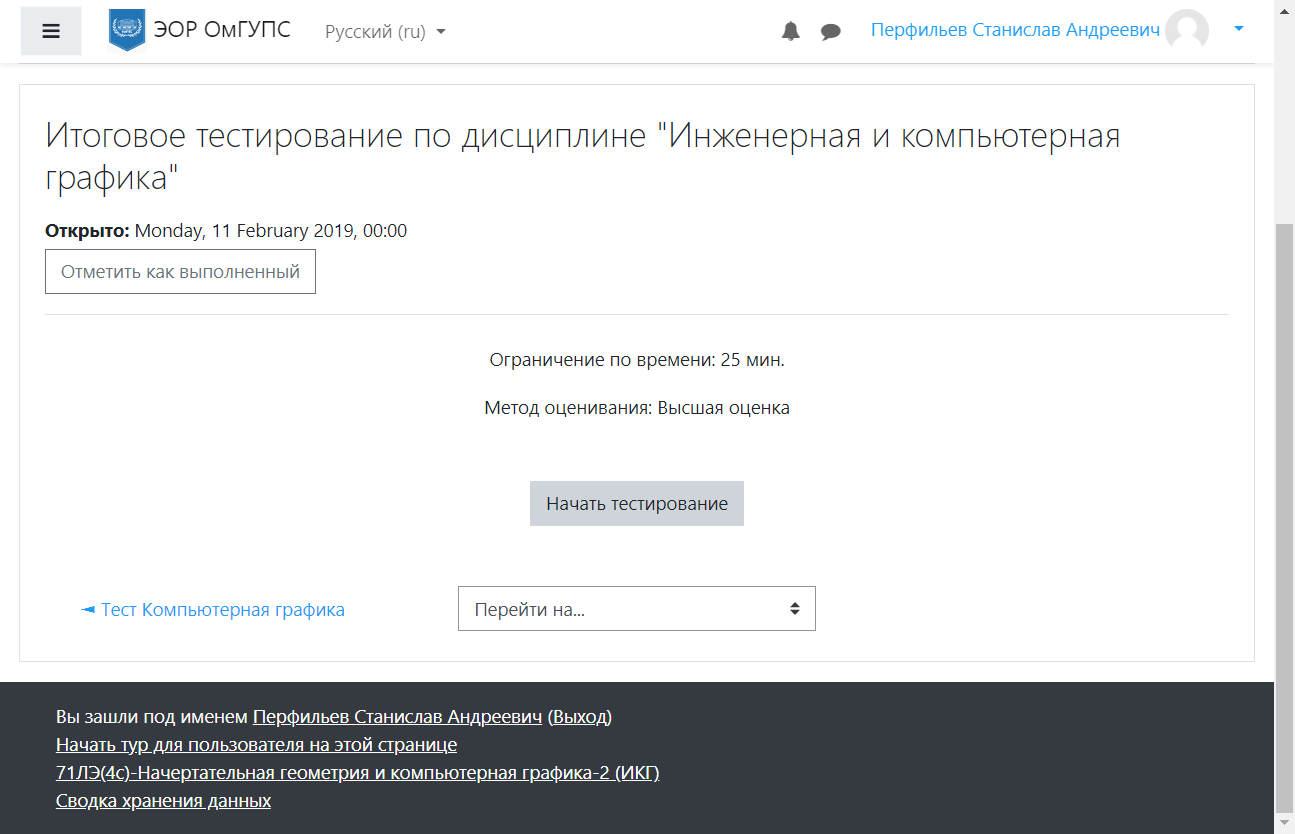 ЭОР ОмГУПС
Русский (ru)
Перфильев Станислав Андреевич
Итоговое тестирование по дисциплине "Инженерная и компьютерная
графика"
Открыто: Monday, 11 February 2019, 00:00
Отметить как выполненный
Ограничение по времени: 25 мин.
Метод оценивания: Высшая оценка
Начать тестирование
◄ Тест Компьютерная графика
Перейти на...
Вы зашли под именем Перфильев Станислав Андреевич (Выход)
Начать тур для пользователя на этой странице
71ЛЭ(4с)-Начертательная геометрия и компьютерная графика-2 (ИКГ)
Сводка хранения данных